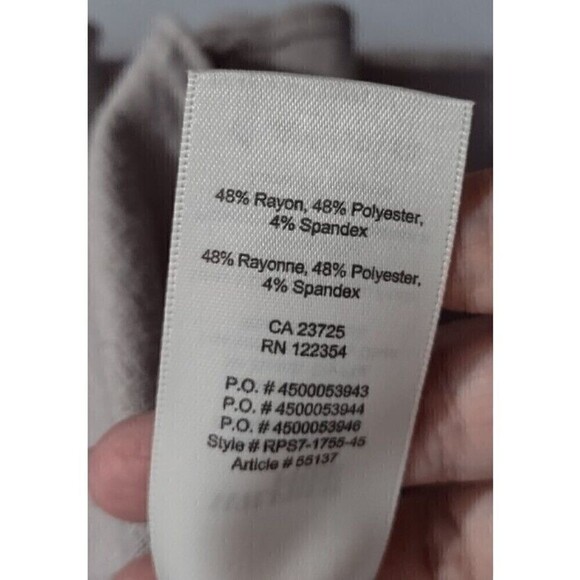 48% Rayon, 48% Polyester,
4% Spandex
48% Rayonne, 48% Polyester,
4% Spandex
CA 23725
RN 122354
P.O. # 4500053943
P.O. # 4500053944
P.O. # 4500053946
Style # RPS7-1755-45
Article # 55137